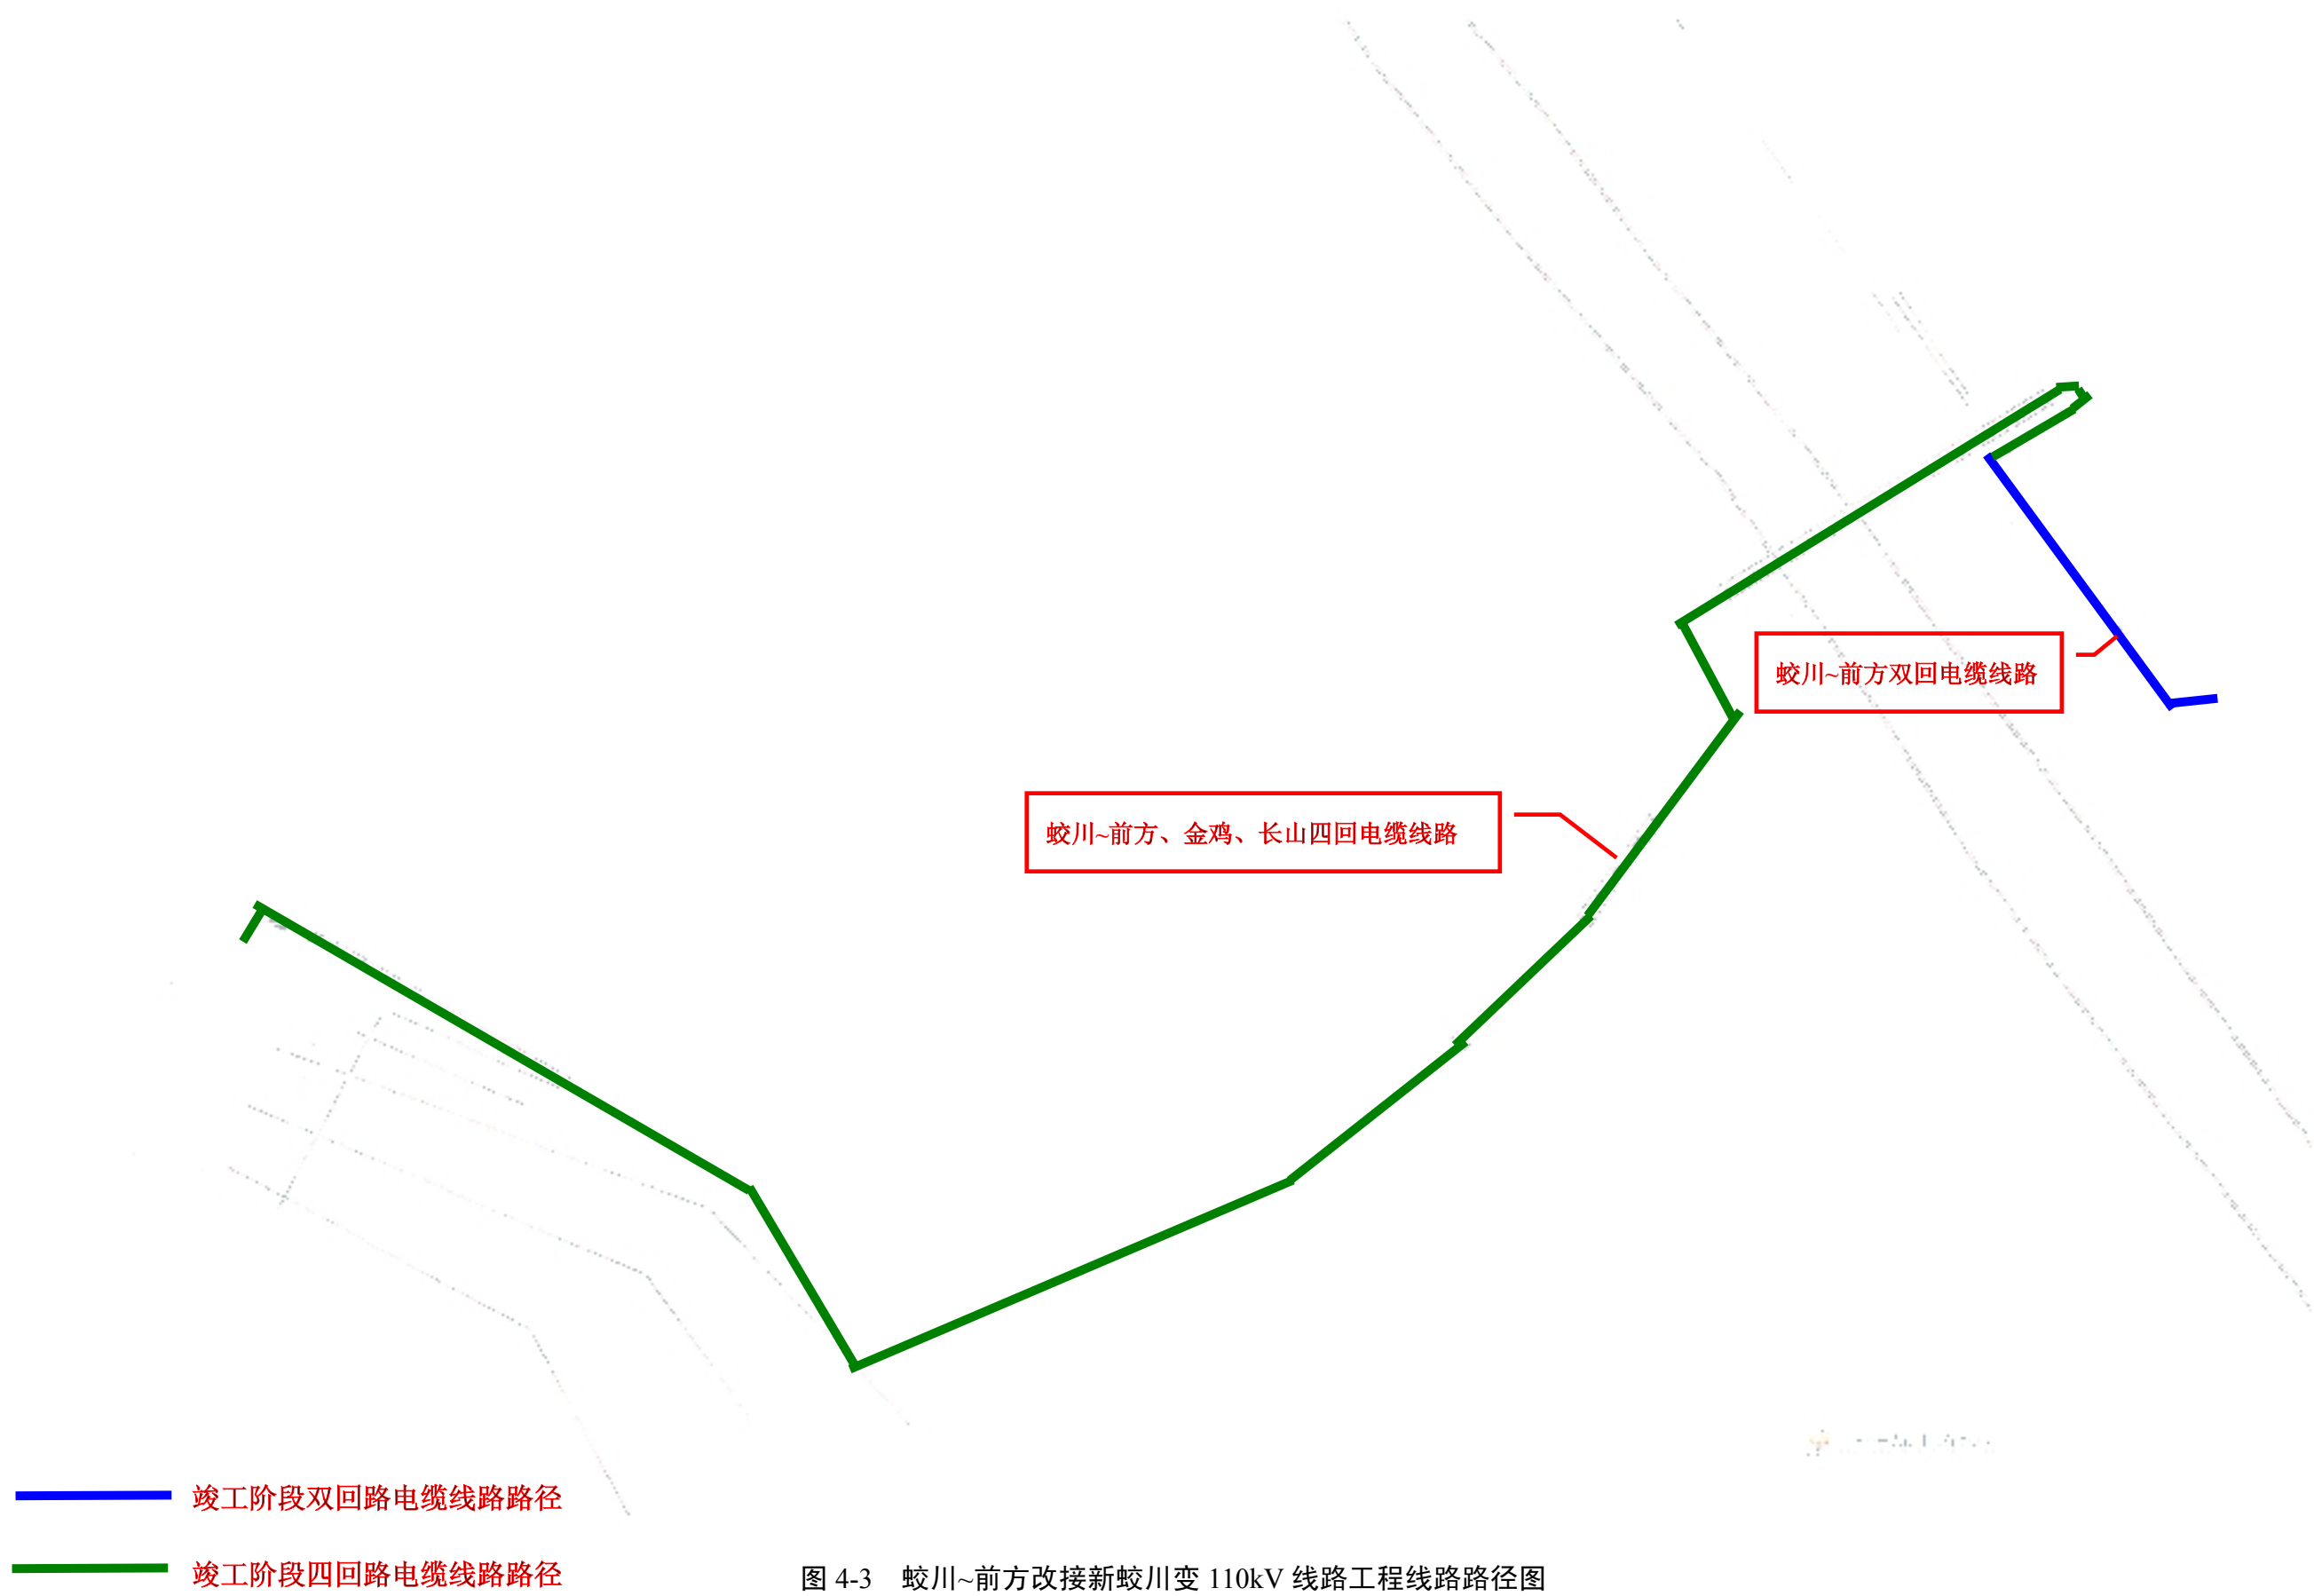 蛟川~前方双回电缆线路
蛟川~前方、金鸡、长山四回电缆线路
竣工阶段双回路电缆线路路径
竣工阶段四回路电缆线路路径
图 4-3 蛟川~前方改接新蛟川变 110kV 线路工程线路路径图